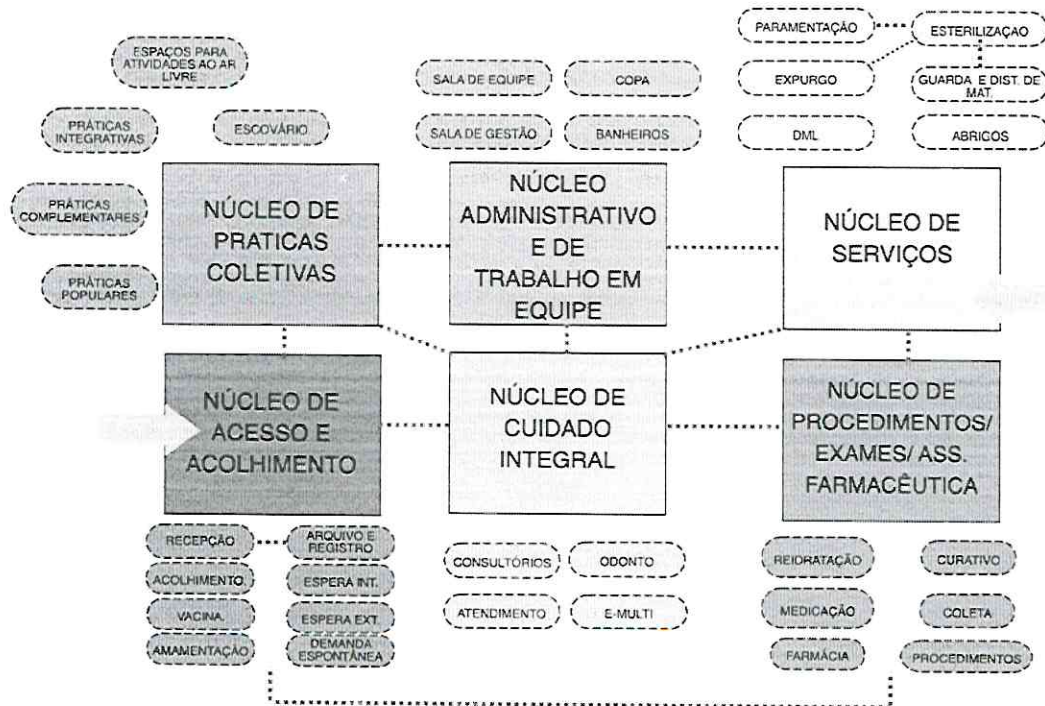 ESPAÇOS PARA
ATIVIDADES AO AR
LIVRE
PRÁTICAS
INTEGRATIVAS
ESCOVÁRIO
PRÁTICAS
COMPLEMENTARES
PRÁTICAS
POPULARES
NÚCLEO DE
PRATICAS
COLETIVAS
SALA DE EQUIPE
COPA
SALA DE GESTÃO
BANHEIROS
NÚCLEO
ADMINISTRATIVO
E DE
TRABALHO EM
EQUIPE
PARAMENTAÇÃO
ESTERILIZAÇAO
EXPURGO
GUARDA E DIST. DE
MAT.
DML
ABRIGOS
NÚCLEO DE
SERVIÇOS
NÚCLEO DE
ACESSO E
ACOLHIMENTO
RECEPÇÃO
ARQUIVO E
REGISTRO
ACOLHIMENTO.
ESPERA INT.
VACINA.
ESPERA EXT.
AMAMENTAÇÃO
DEMANDA
ESPONTÂNEA
NÚCLEO DE
CUIDADO
INTEGRAL
CONSULTÓRIOS
ODONTO
ATENDIMENTO
E-MULTI
NÚCLEO DE
PROCEDIMENTOS/
EXAMES/ ASS.
FARMACÊUTICA
REIDRATAÇÃO
CURATIVO
MEDICAÇÃO
COLETA
FARMÁCIA
PROCEDIMENTOS